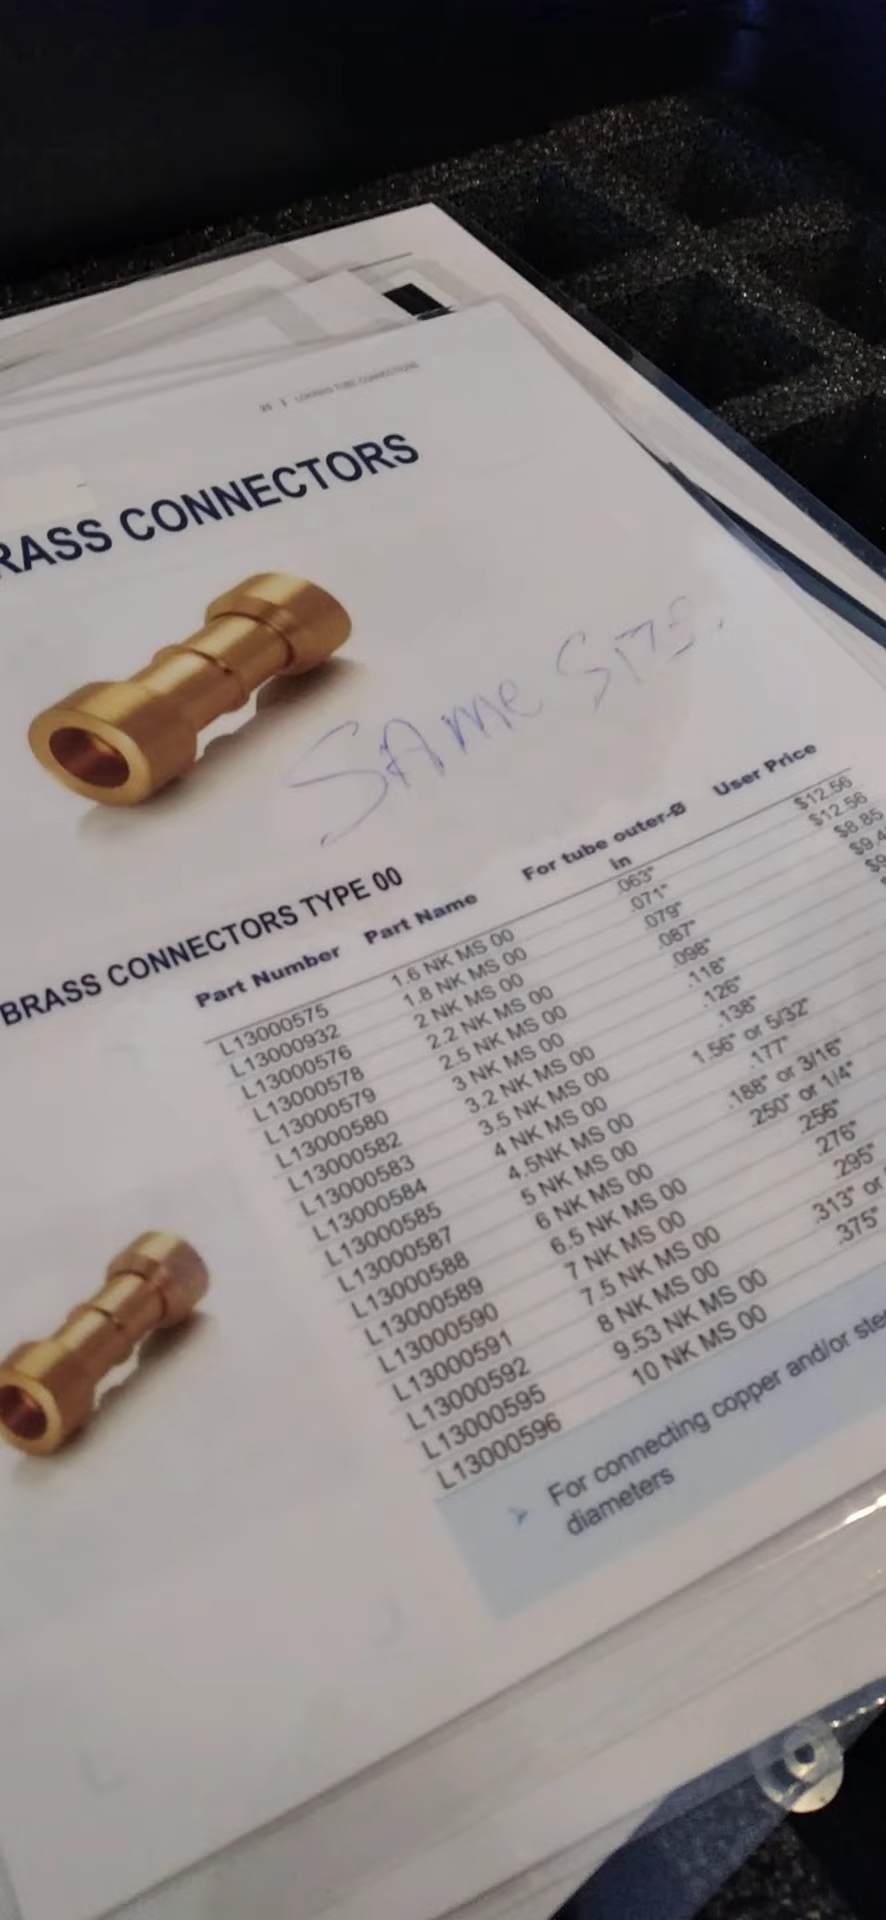 LOKRING TUBE CONNECTIONS
RASS CONNECTORS
SAME SIZE.
BRASS CONNECTORS TYPE 00
Part Number Part Name For tube outer-Ø User Price
in
L13000575 1.6 NK MS 00 .063" $12.56
L13000932 1.8 NK MS 00 .071" $12.56
L13000576 2 NK MS 00 .079" $8.85
L13000578 2.2 NK MS 00 .087" $9.4
L13000579 2.5 NK MS 00 .098" $9
L13000580 3 NK MS 00 .118"
L13000582 3.2 NK MS 00 .126"
L13000583 3.5 NK MS 00 .138"
L13000584 4 NK MS 00 1.56" or 5/32"
L13000585 4.5NK MS 00 .177"
L13000587 5 NK MS 00 .188" or 3/16"
L13000588 6 NK MS 00 .250" or 1/4"
L13000589 6.5 NK MS 00 .256"
L13000590 7 NK MS 00 .276"
L13000591 7.5 NK MS 00 .295"
L13000592 8 NK MS 00 .313" or
L13000595 9.53 NK MS 00 .375"
L13000596 10 NK MS 00
For connecting copper and/or stee
diameters